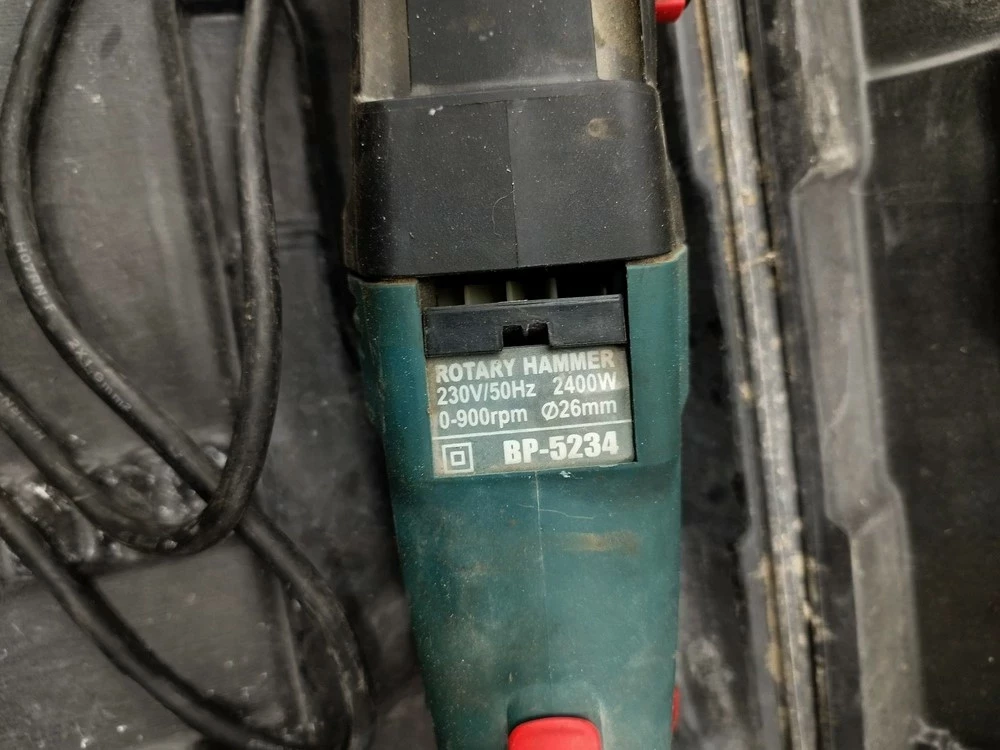 ROTARY HAMMER
230V/50Hz 2400W
0-900rpm Ø26mm
BP-5234